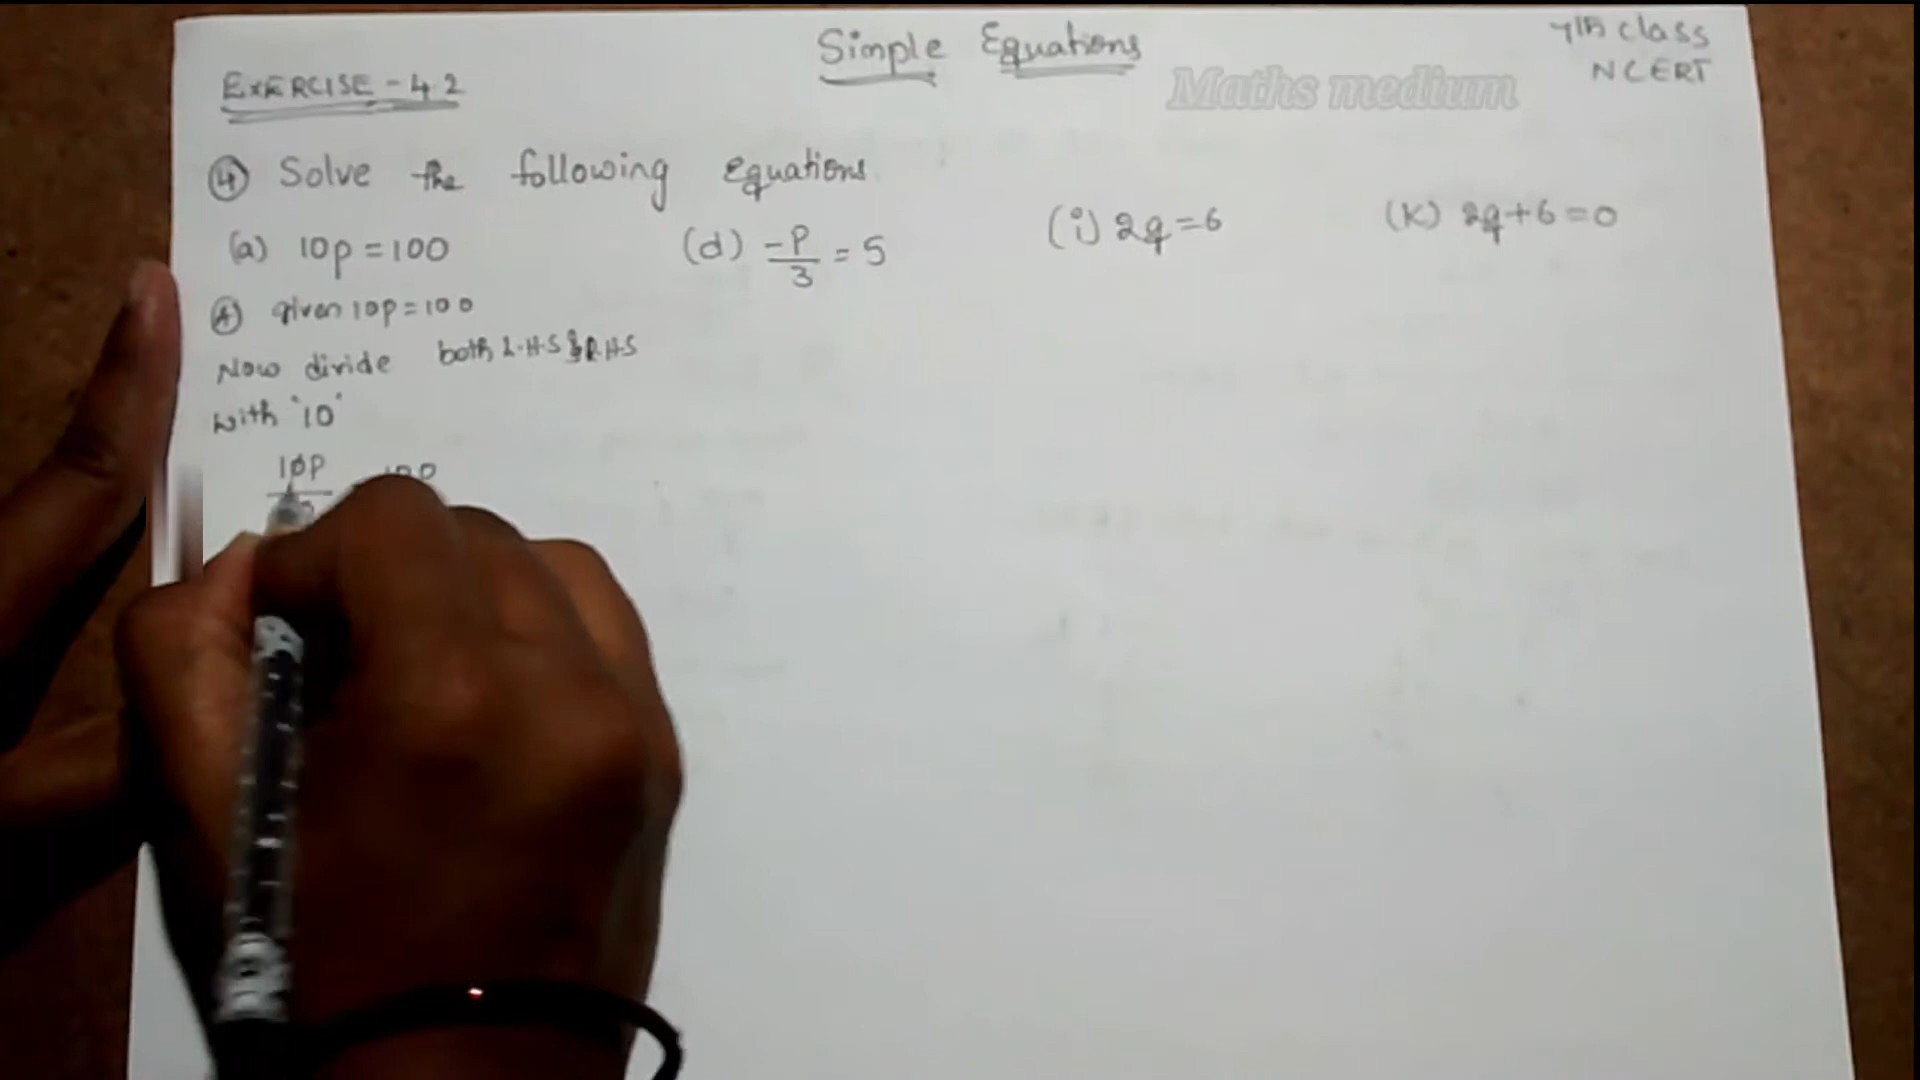 Simple Equations
7th class
NCERT
Maths medium
EXERCISE - 4.2
④ Solve the following Equations
(a) 10p = 100
(d) -P/3 = 5
(i) 2q = 6
(k) 2q + 6 = 0
Ⓐ given 10p = 100
Now divide both L.H.S & R.H.S
with '10'
10P